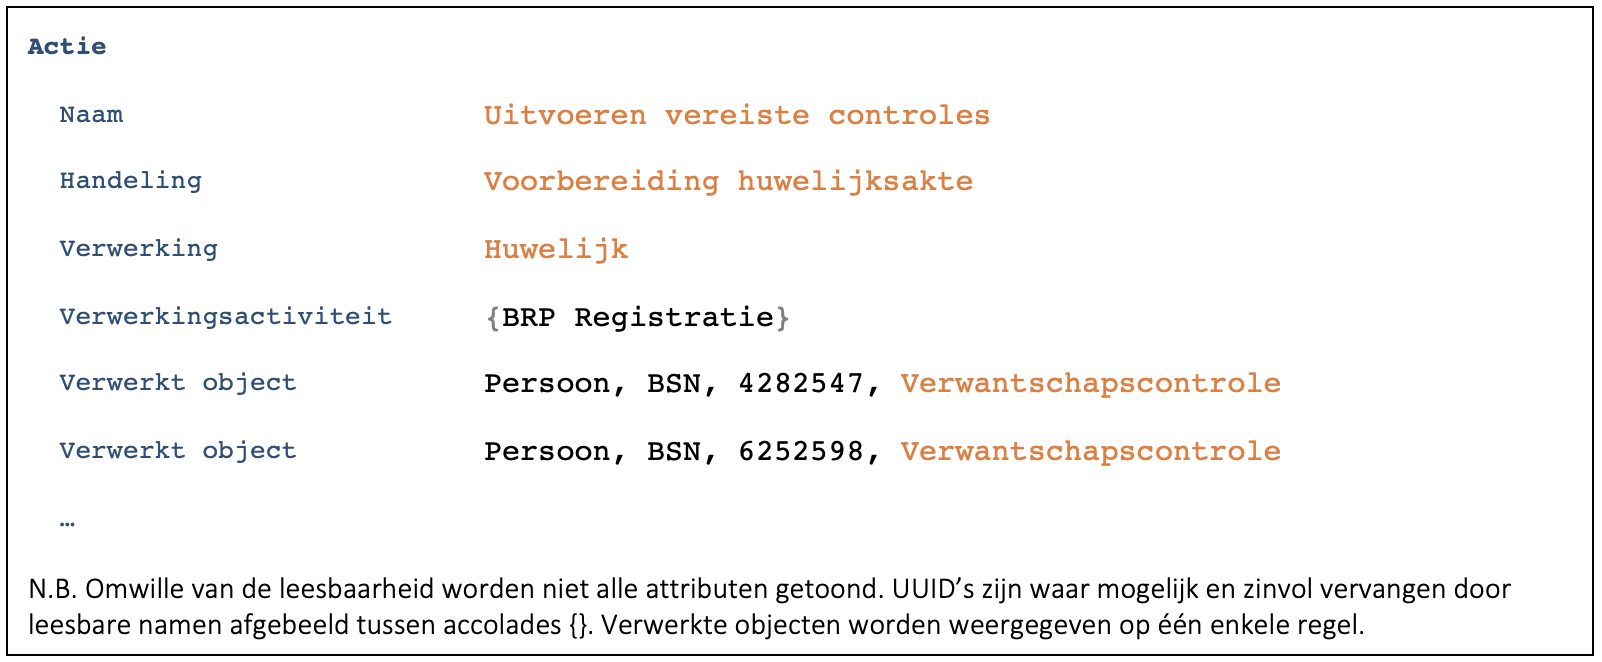 Actie
Naam Uitvoeren vereiste controles
Handeling Voorbereiding huwelijksakte
Verwerking Huwelijk
Verwerkingsactiviteit {BRP Registratie}
Verwerkt object Persoon, BSN, 4282547, Verwantschapscontrole
Verwerkt object Persoon, BSN, 6252598, Verwantschapscontrole
…
N.B. Omwille van de leesbaarheid worden niet alle attributen getoond. UUID’s zijn waar mogelijk en zinvol vervangen door
leesbare namen afgebeeld tussen accolades {}. Verwerkte objecten worden weergegeven op één enkele regel.